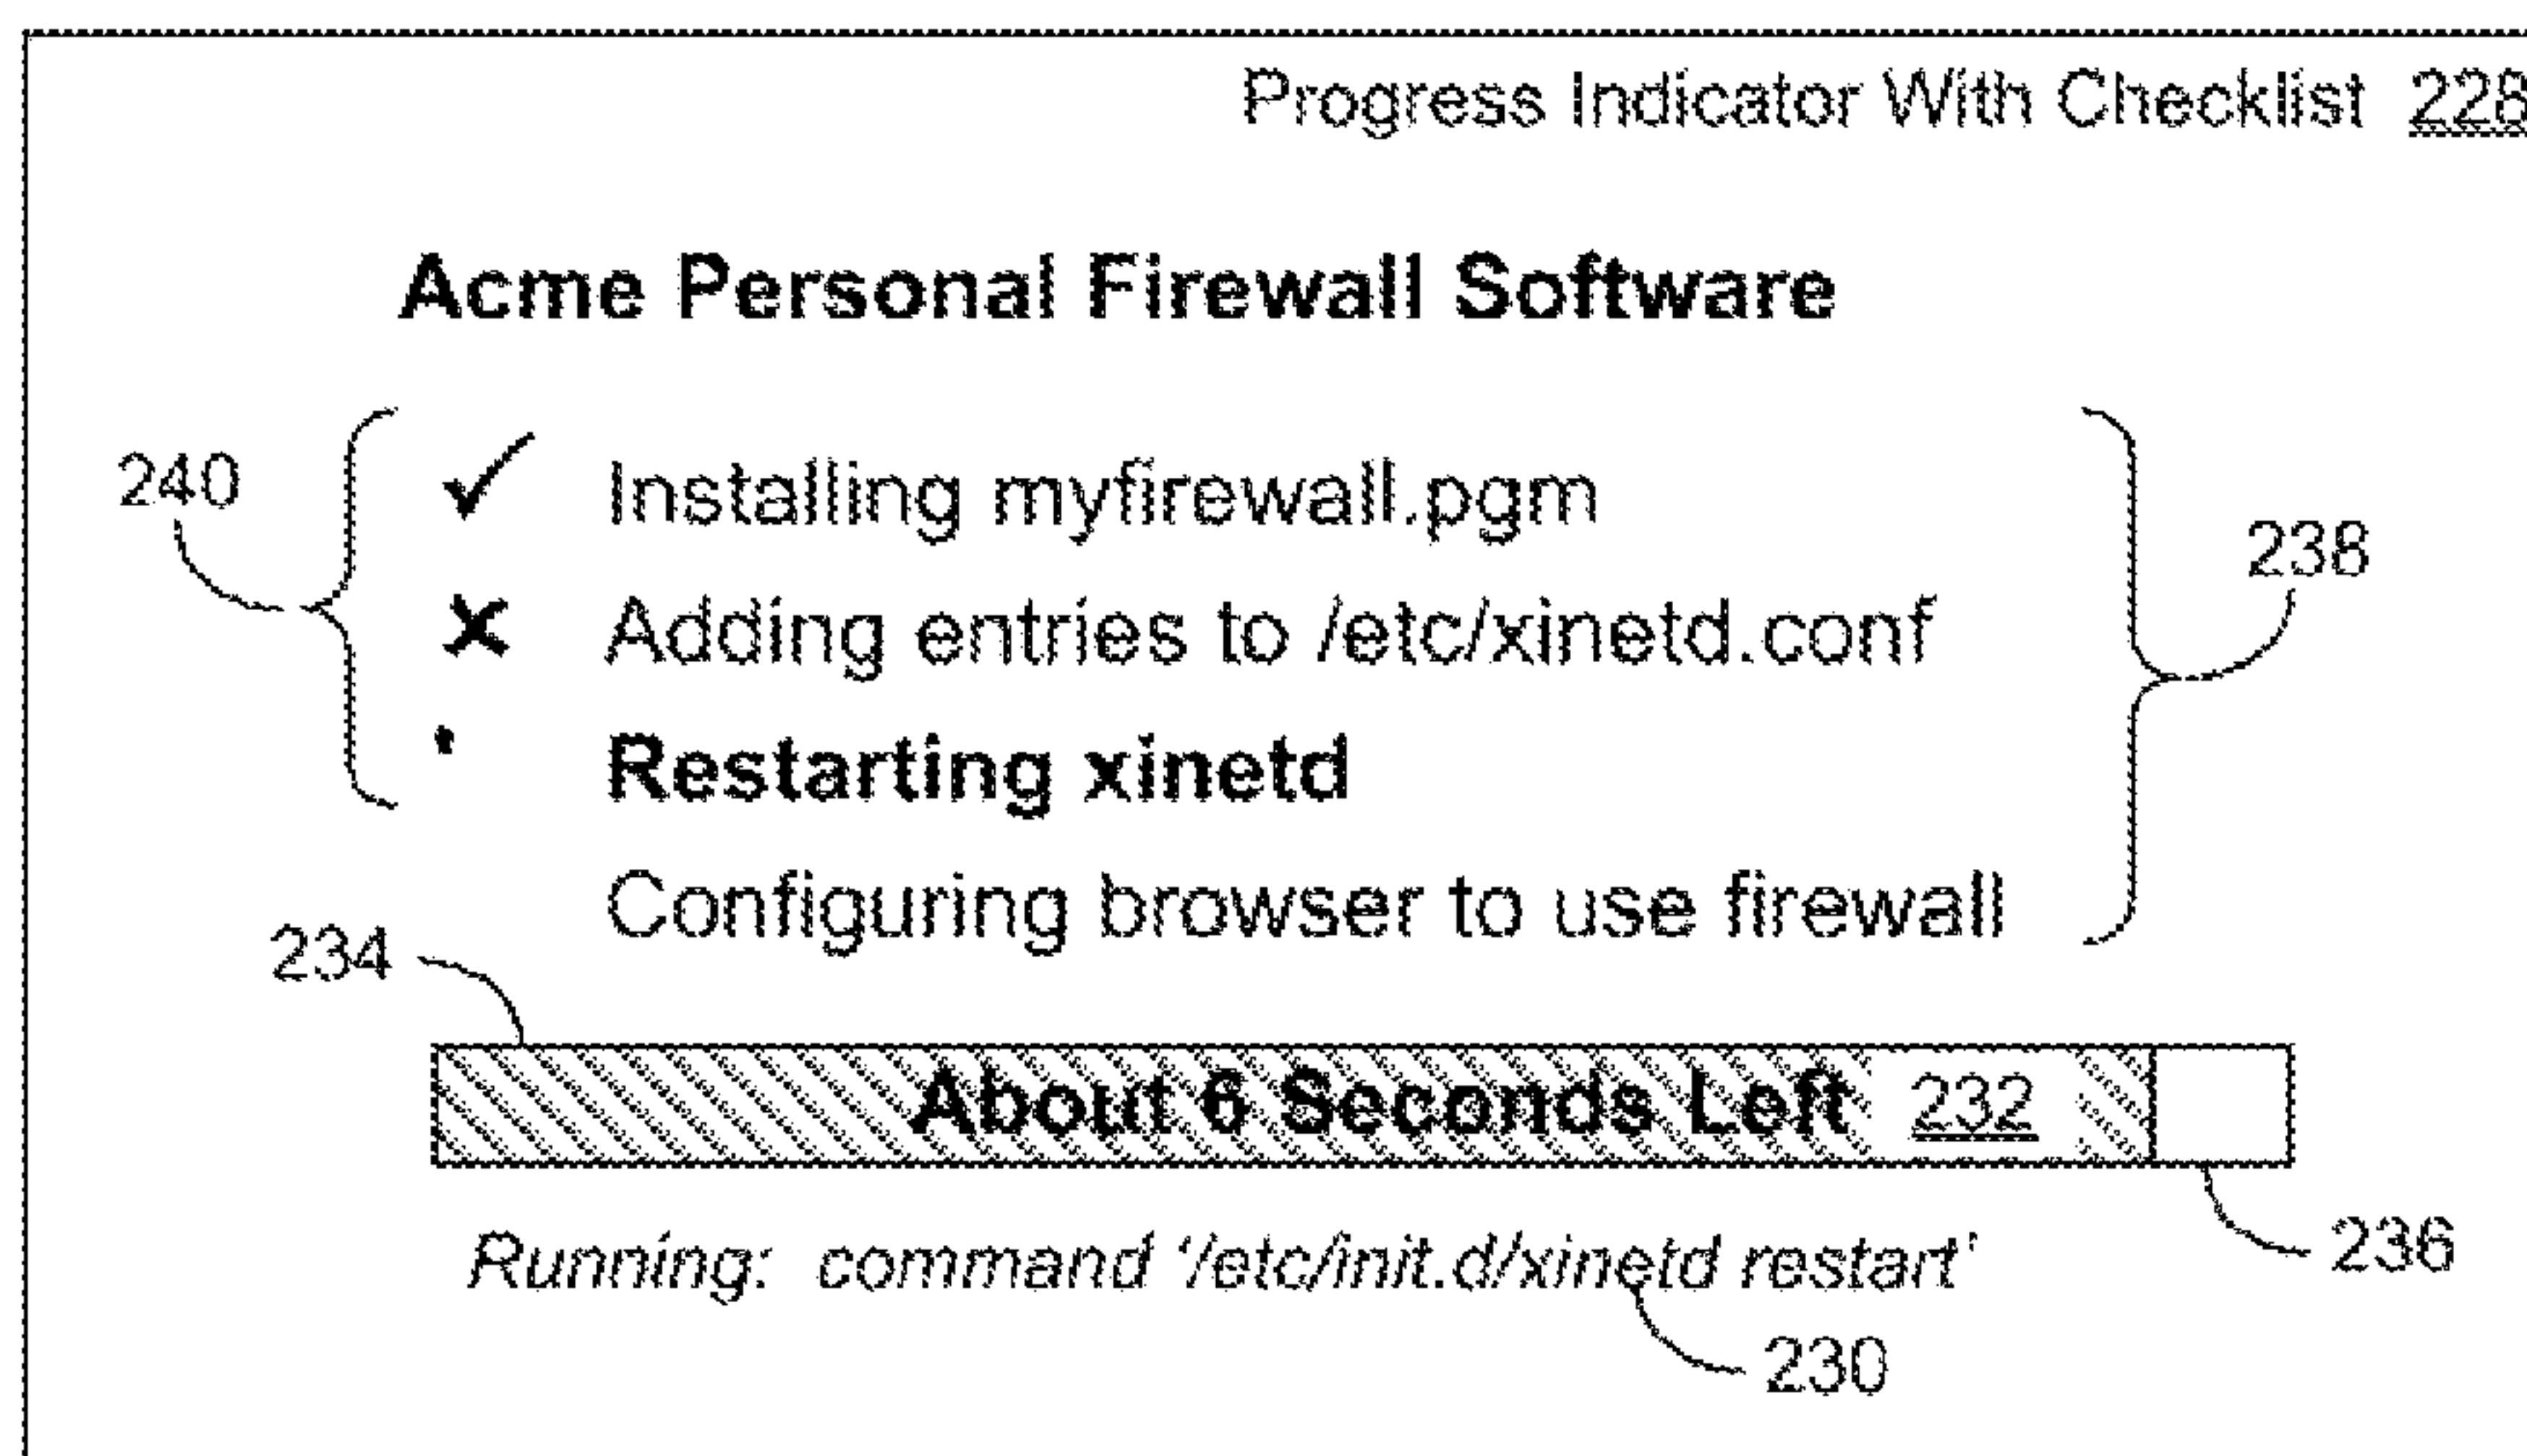 Progress Indicator With Checklist 228
Acme Personal Firewall Software
240
✓ Installing myfirewall.pgm
238
✗ Adding entries to /etc/xinetd.conf
Restarting xinetd
Configuring browser to use firewall
234
About 6 Seconds Left 232
Running: command '/etc/init.d/xinetd restart'
236
230